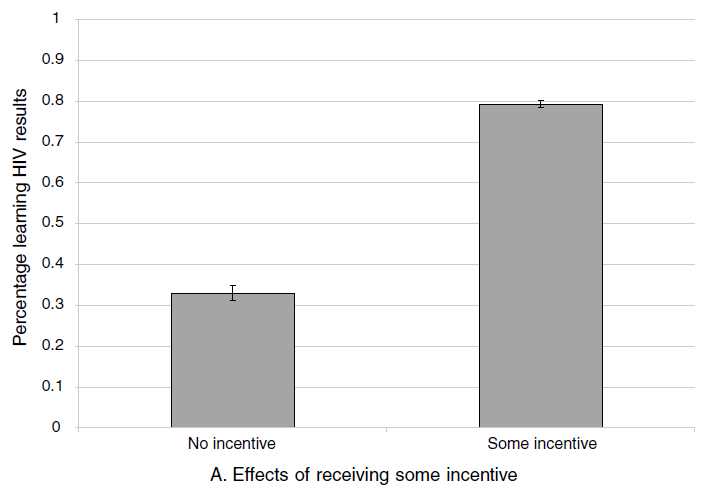 Percentage learning HIV results
1
0.9
0.8
0.7
0.6
0.5
0.4
0.3
0.2
0.1
0
No incentive
Some incentive
A. Effects of receiving some incentive